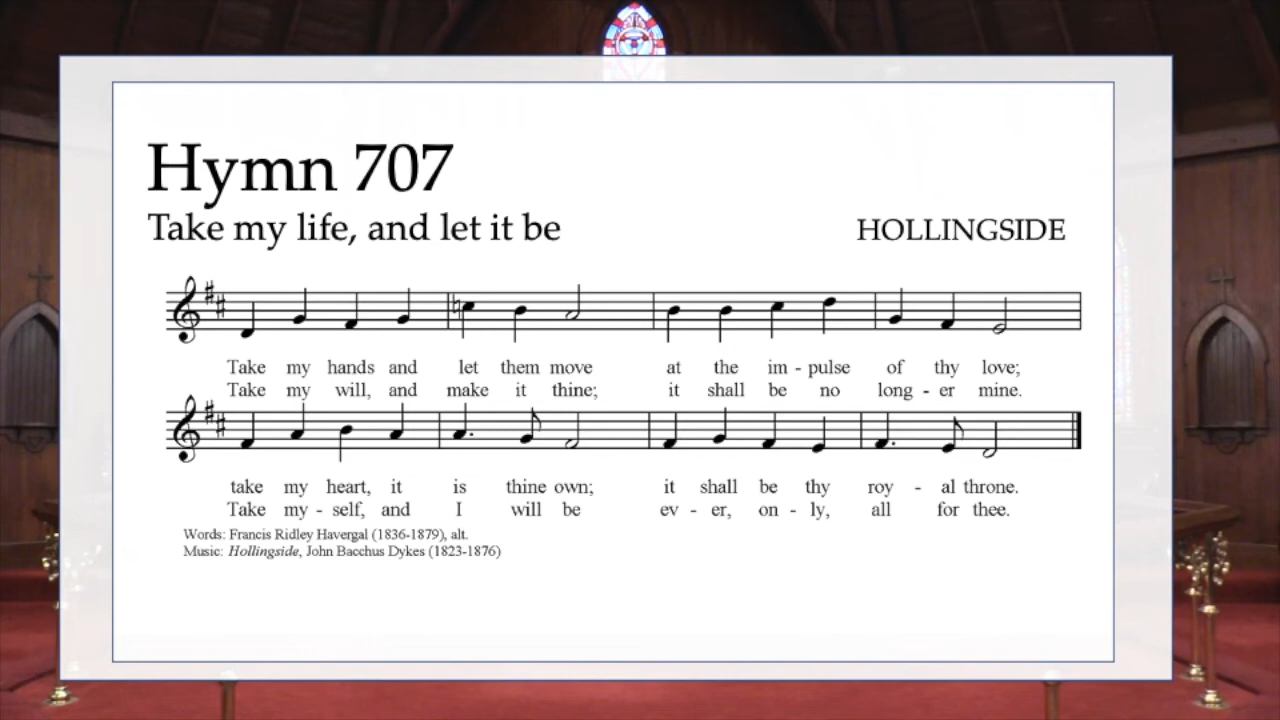 Hymn 707
Take my life, and let it be HOLLINGSIDE
Take my hands and let them move at the im - pulse of thy love;
Take my will, and make it thine; it shall be no long - er mine.
take my heart, it is thine own; it shall be thy roy - al throne.
Take my - self, and I will be ev - er, on - ly, all for thee.
Words: Francis Ridley Havergal (1836-1879), alt.
Music: Hollingside, John Bacchus Dykes (1823-1876)